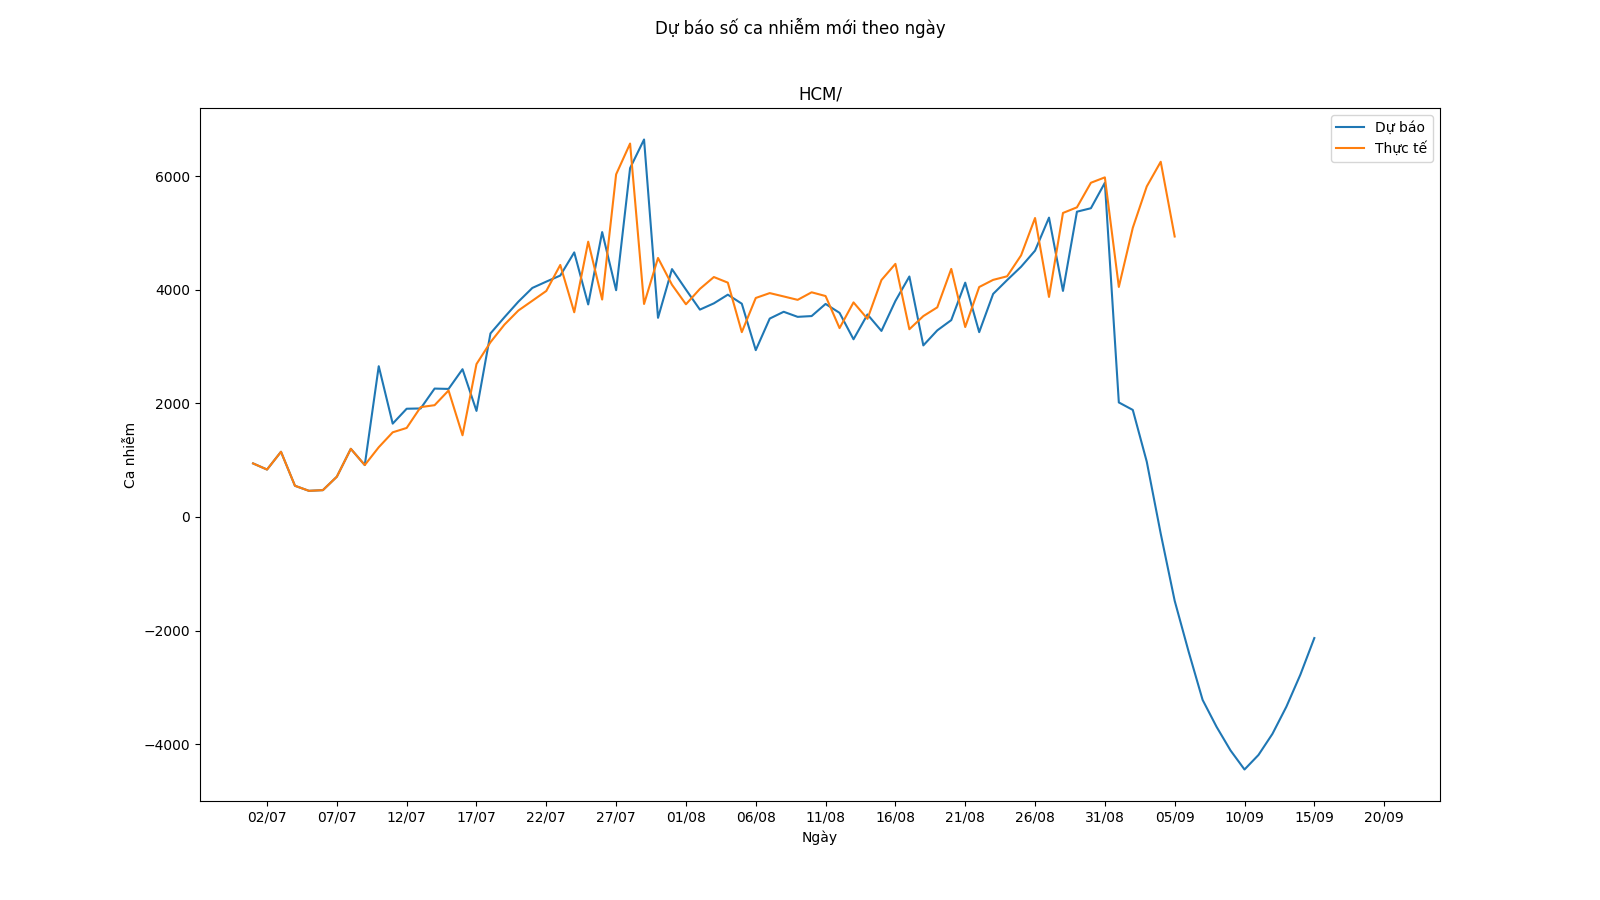 Dự báo số ca nhiễm mới theo ngày
HCM/
Dự báo
Thực tế
6000
4000
2000
0
−2000
−4000
Ca nhiễm
02/07 07/07 12/07 17/07 22/07 27/07 01/08 06/08 11/08 16/08 21/08 26/08 31/08 05/09 10/09 15/09 20/09
Ngày